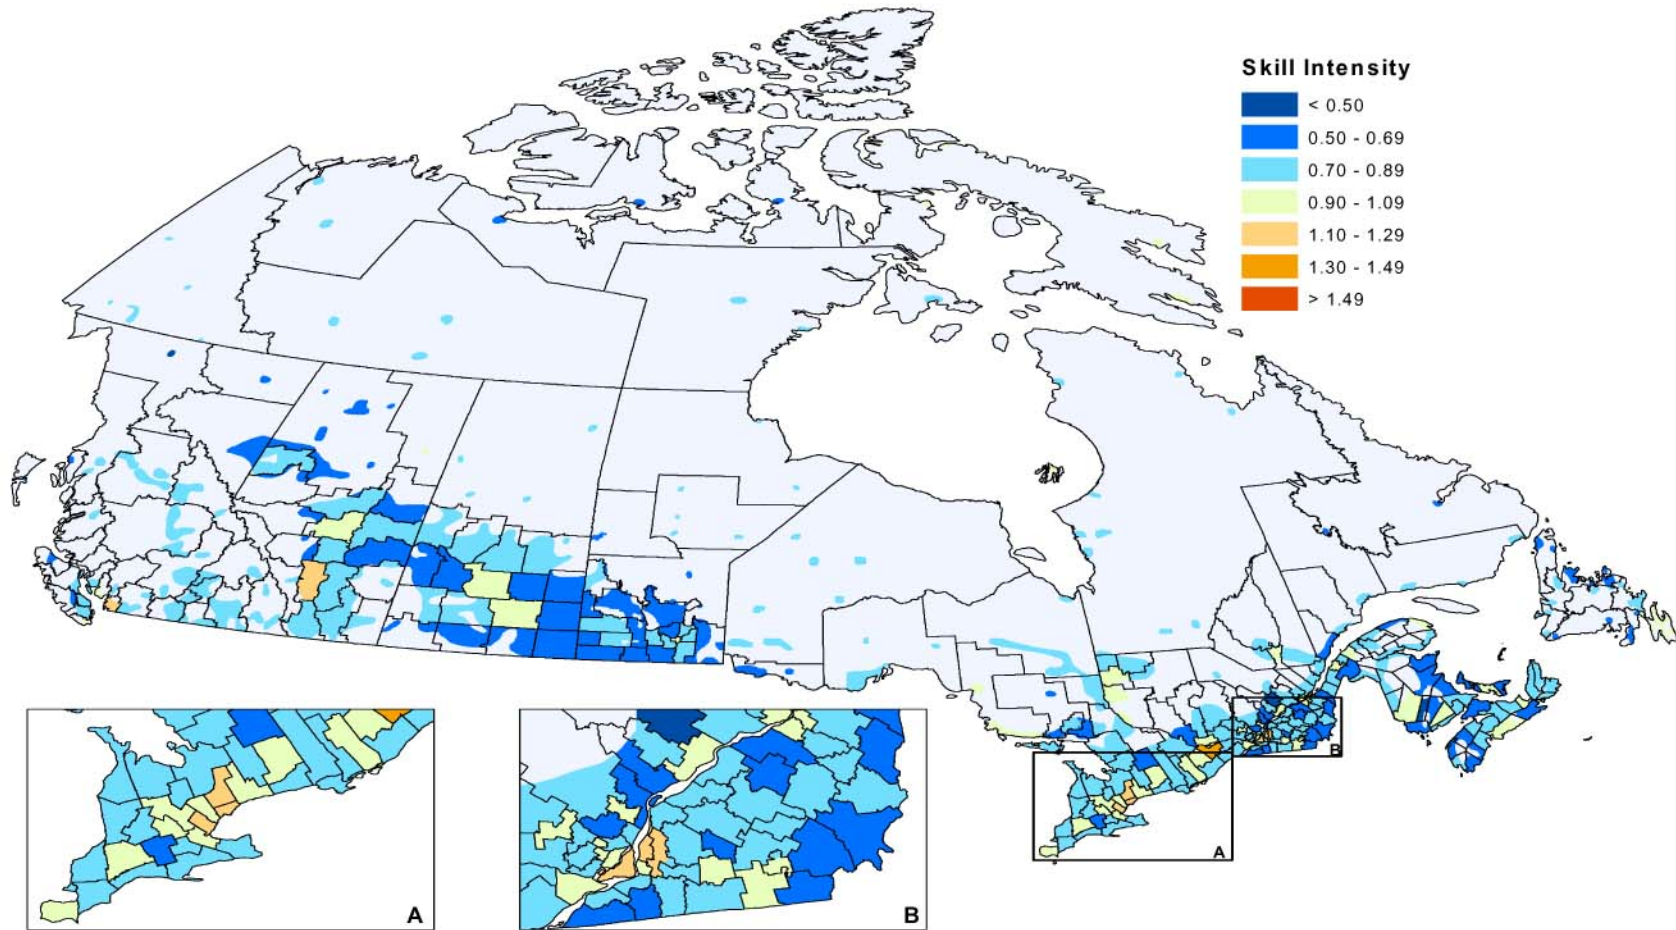 Skill Intensity
< 0.50
0.50 - 0.69
0.70 - 0.89
0.90 - 1.09
1.10 - 1.29
1.30 - 1.49
> 1.49
B
A
A
B